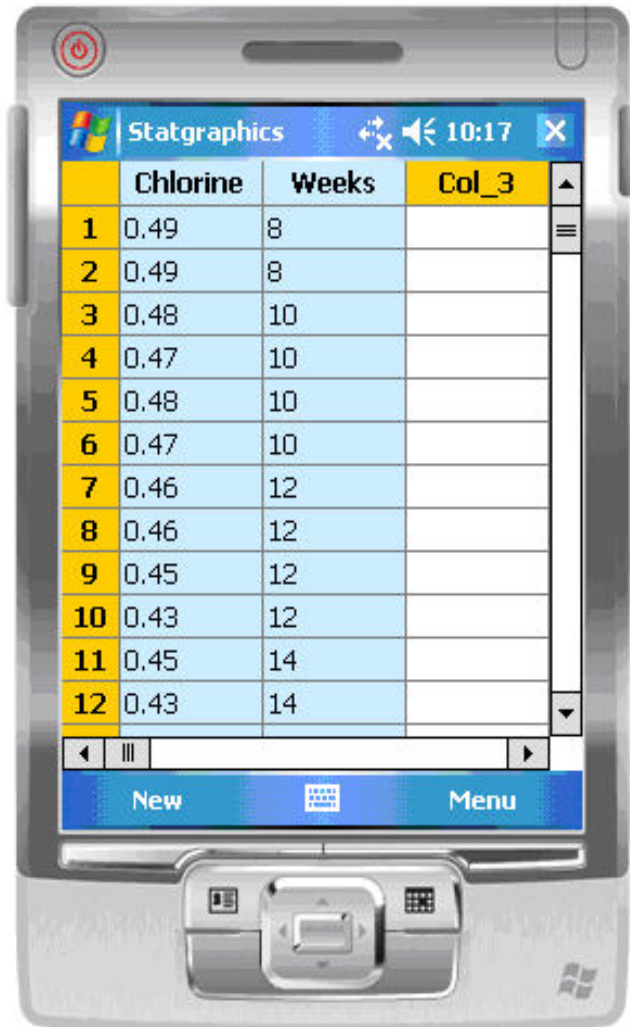 Statgraphics 10:17
Chlorine Weeks Col_3
1 0.49 8
2 0.49 8
3 0.48 10
4 0.47 10
5 0.48 10
6 0.47 10
7 0.46 12
8 0.46 12
9 0.45 12
10 0.43 12
11 0.45 14
12 0.43 14
New Menu